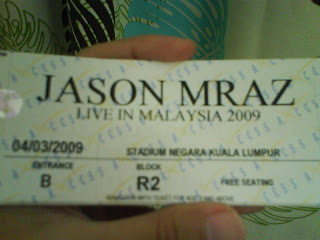 JASON MRAZ
LIVE IN MALAYSIA 2009
04/03/2009 STADIUM NEGARA KUALA LUMPUR
ENTRANCE BLOCK
B R2 FREE SEATING